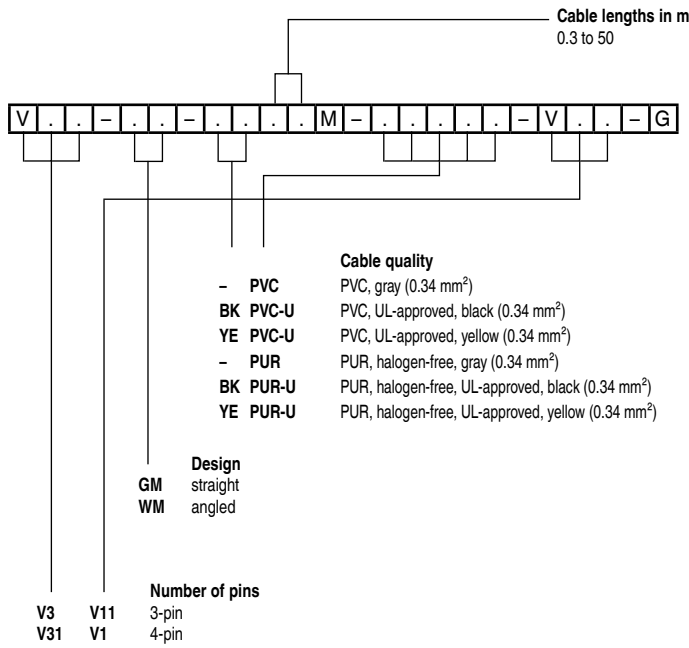 Cable lengths in m
0.3 to 50
V . . – . . – . . . . M – . . . . . – V . . – G
Cable quality
– PVC PVC, gray (0.34 mm²)
BK PVC-U PVC, UL-approved, black (0.34 mm²)
YE PVC-U PVC, UL-approved, yellow (0.34 mm²)
– PUR PUR, halogen-free, gray (0.34 mm²)
BK PUR-U PUR, halogen-free, UL-approved, black (0.34 mm²)
YE PUR-U PUR, halogen-free, UL-approved, yellow (0.34 mm²)
Design
GM straight
WM angled
Number of pins
V3 V11 3-pin
V31 V1 4-pin